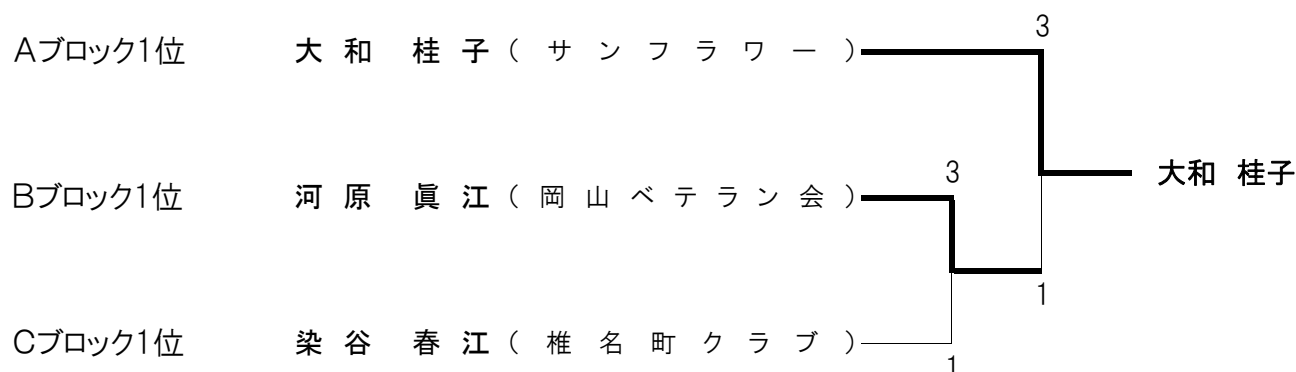 3
Aブロック1位 大和 桂子(サンフラワー)
大和 桂子
3
Bブロック1位 河原 眞江(岡山ベテラン会)
1
Cブロック1位 染谷 春江(椎名町クラブ)
1